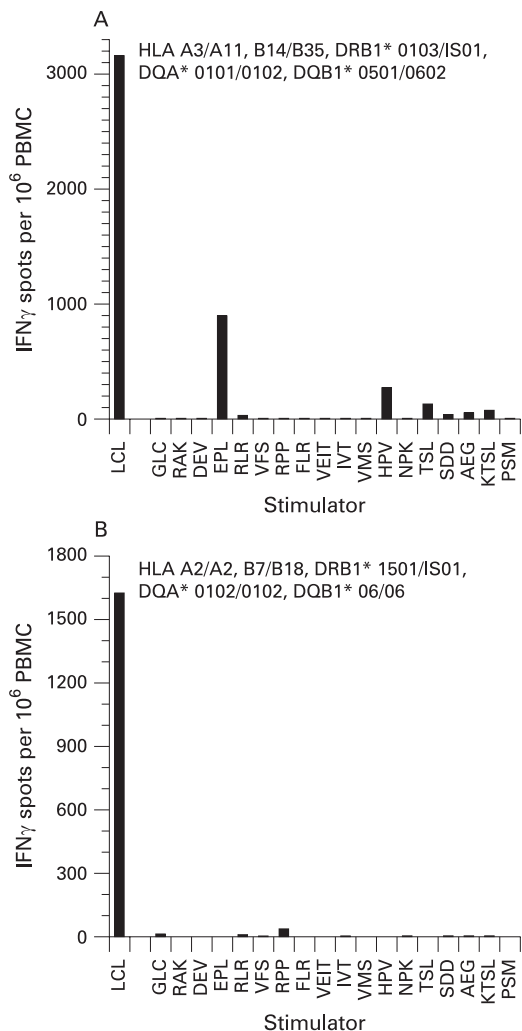 A
HLA A3/A11, B14/B35, DRB1* 0103/IS01,
DQA* 0101/0102, DQB1* 0501/0602
IFNγ spots per 10⁶ PBMC
3000
2000
1000
0
LCL GLC RAK DEV EPL RLR VFS RPP FLR VEIT IVT VMS HPV NPK TSL SDD AEG KTSL PSM
Stimulator
B
HLA A2/A2, B7/B18, DRB1* 1501/IS01,
DQA* 0102/0102, DQB1* 06/06
IFNγ spots per 10⁶ PBMC
1800
1500
1200
900
600
300
0
LCL GLC RAK DEV EPL RLR VFS RPP FLR VEIT IVT VMS HPV NPK TSL SDD AEG KTSL PSM
Stimulator